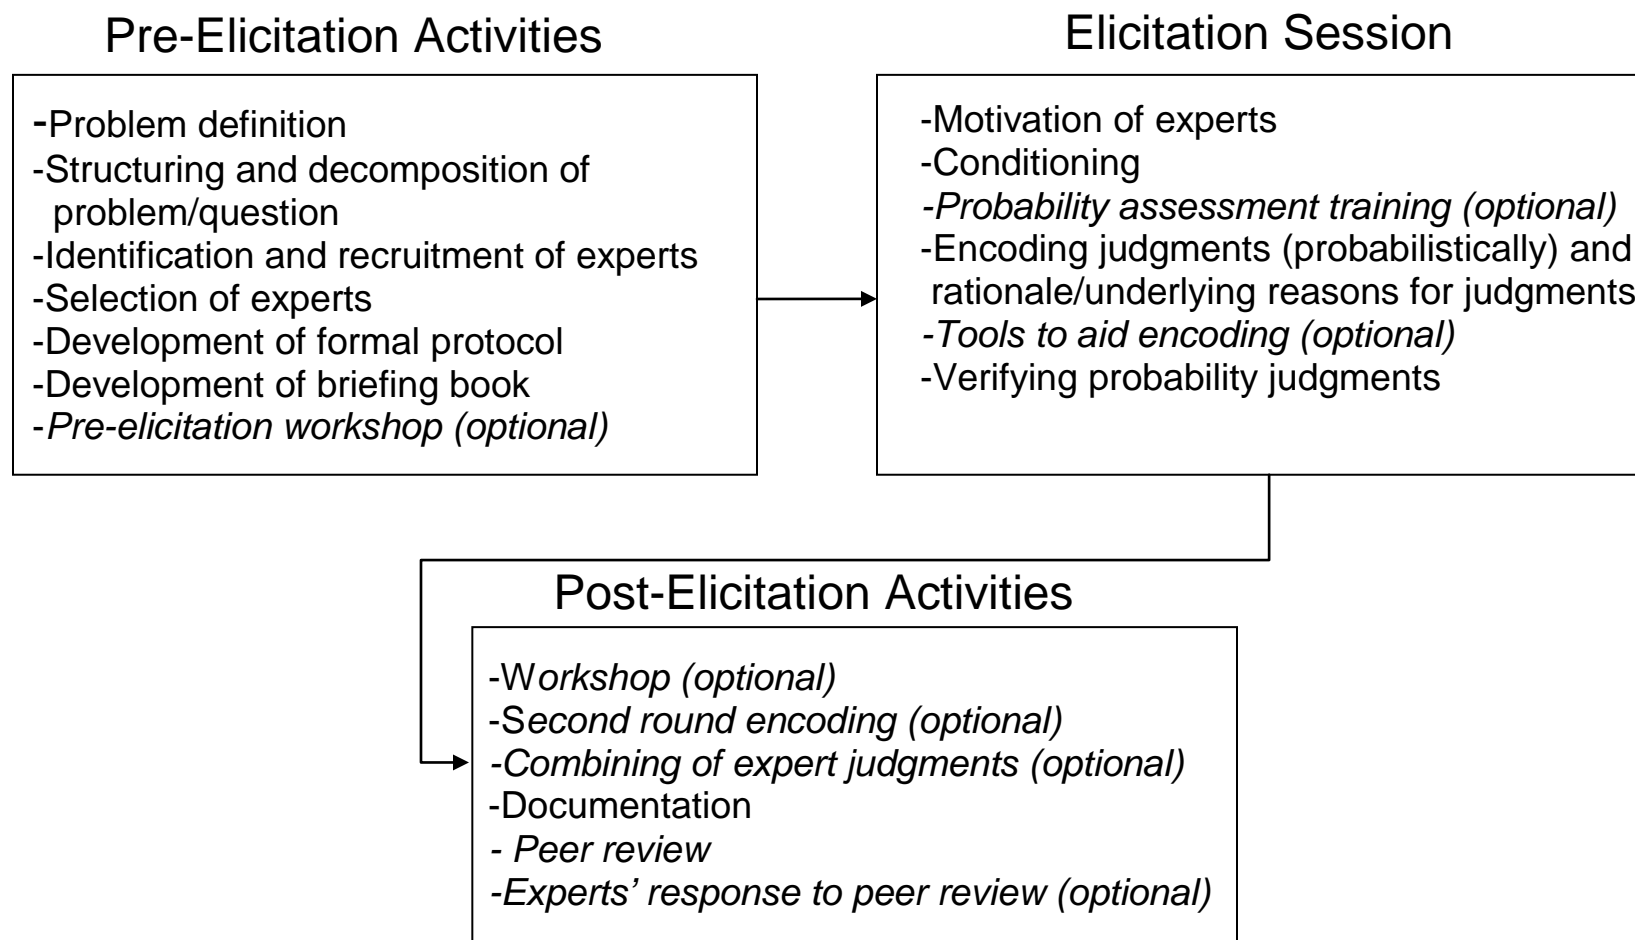 Pre-Elicitation Activities
-Problem definition
-Structuring and decomposition of
problem/question
-Identification and recruitment of experts
-Selection of experts
-Development of formal protocol
-Development of briefing book
-Pre-elicitation workshop (optional)
Elicitation Session
-Motivation of experts
-Conditioning
-Probability assessment training (optional)
-Encoding judgments (probabilistically) and
rationale/underlying reasons for judgments
-Tools to aid encoding (optional)
-Verifying probability judgments
Post-Elicitation Activities
-Workshop (optional)
-Second round encoding (optional)
-Combining of expert judgments (optional)
-Documentation
- Peer review
-Experts’ response to peer review (optional)